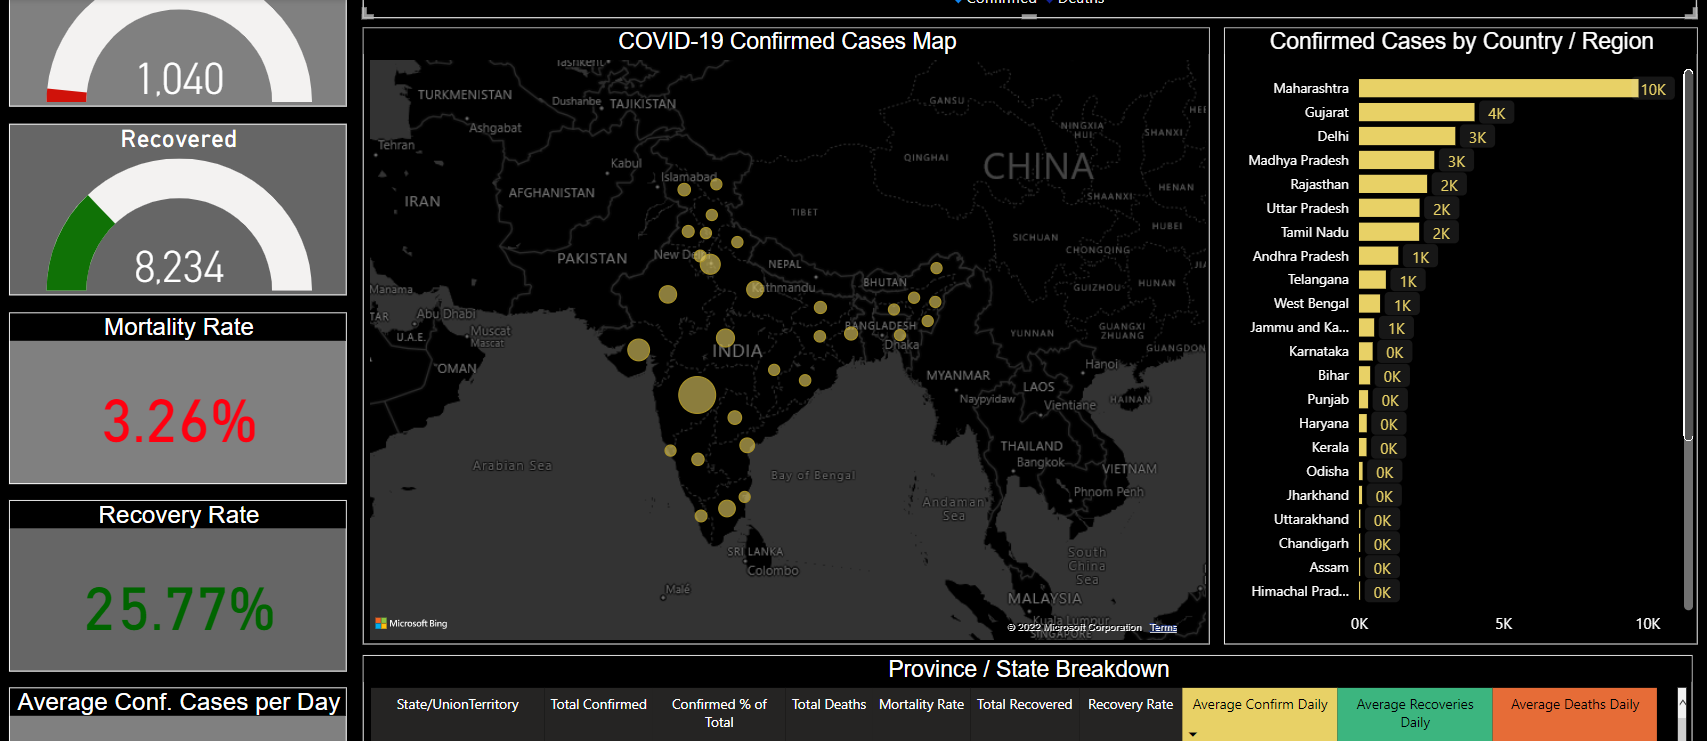 Confirmed Deaths
1,040
Recovered
8,234
Mortality Rate
3.26%
Recovery Rate
25.77%
Average Conf. Cases per Day
COVID-19 Confirmed Cases Map
Tashkent
TURKMENISTAN
Dushanbe
TAJIKISTAN
Ashgabat
Tehran
Kabul
Islamabad
IRAN
AFGHANISTAN
GANSU
NINGXIA
HUI
SHANXI
HE
QINGHAI
CHINA
SHAANXI
HENAN
TIBET
HUBEI
SICHUAN
CHONGQING
PAKISTAN
New Delhi
NEPAL
Kathmandu
BHUTAN
GUIZHOU
HUNAN
JIA
Manama
TAR
Abu Dhabi
U.A.E.
Muscat
Mascat
OMAN
INDIA
BANGLADESH
Dhaka
YUNNAN
GUANGXI
ZHUANG
GUANGDON
MYANMAR
Hanoi
LAOS
Naypyidaw
Vientiane
HAINAN
THAILAND
Bangkok
VIETNAM
Phnom Penh
Arabian Sea
Bay of Bengal
Andaman
Sea
SRI LANKA
Colombo
South
China
Sea
Malé
MALAYSIA
Kuala Lumpur
SINGAPORE
Microsoft Bing
© 2022 Microsoft Corporation Terms
Confirmed Cases by Country / Region
Maharashtra 10K
Gujarat 4K
Delhi 3K
Madhya Pradesh 3K
Rajasthan 2K
Uttar Pradesh 2K
Tamil Nadu 2K
Andhra Pradesh 1K
Telangana 1K
West Bengal 1K
Jammu and Ka... 1K
Karnataka 0K
Bihar 0K
Punjab 0K
Haryana 0K
Kerala 0K
Odisha 0K
Jharkhand 0K
Uttarakhand 0K
Chandigarh 0K
Assam 0K
Himachal Prad... 0K
0K 5K 10K
Province / State Breakdown
State/UnionTerritory Total Confirmed Confirmed % of Total Deaths Mortality Rate Total Recovered Recovery Rate Average Confirm Daily Average Recoveries Average Deaths Daily
Total Daily